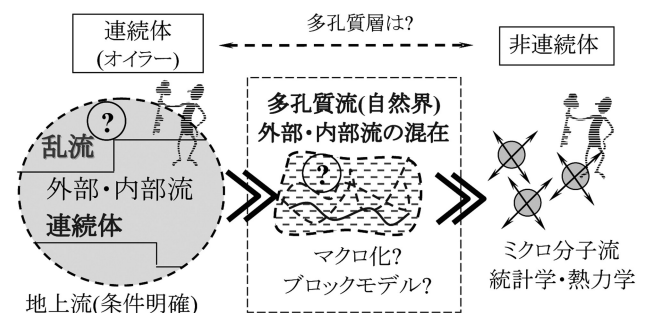 連続体
(オイラー)
多孔質層は?
非連続体
?
乱流
外部・内部流
連続体
地上流(条件明確)
多孔質流(自然界)
外部・内部流の混在
?
マクロ化?
ブロックモデル?
ミクロ分子流
統計学・熱力学